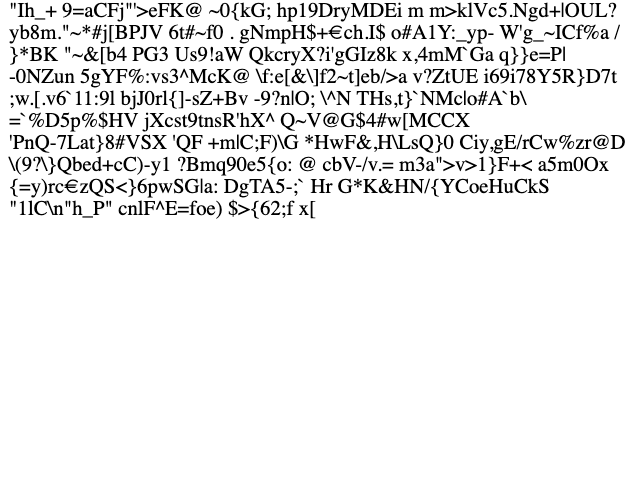 "Ih_+ 9=aCFj'">eFK@ ~0{kG; hp19DryMDEi m m>klVc5.Ngd+|OUL?
yb8m."~*#j[BPJV 6t#~f0 . gNmpH$+€ch.I$ o#A1Y:_yp- W'g_~ICf%a /
}*BK "~&[b4 PG3 Us9!aW QkcryX?i'gGIz8k x,4mM`Ga q}}e=P|
-0NZun 5gYF%:vs3^McK@ \f:e[&\]f2~t]eb/>a v?ZtUE i69i78Y5R}D7t
;w.[.v6`11:9l bjJ0rl{]-sZ+Bv -9?n|O; \^N THs,t}`NMc|o#A`b\
=`%D5p%$HV jXcst9tnsR'hX^ Q~V@G$4#w[MCCX
'PnQ-7Lat}8#VSX 'QF +m|C;F)\G *HwF&,H\LsQ}0 Ciy,gE/rCw%zr@D
\(9?\}Qbed+cC)-y1 ?Bmq90e5{o: @ cbV-/v.= m3a">v>1}F+< a5m0Ox
{=y)rc€zQS<}6pwSG|a: DgTA5-;` Hr G*K&HN/{YCoeHuCkS
"1lC\n"h_P" cnlF^E=foe) $>{62;f x[